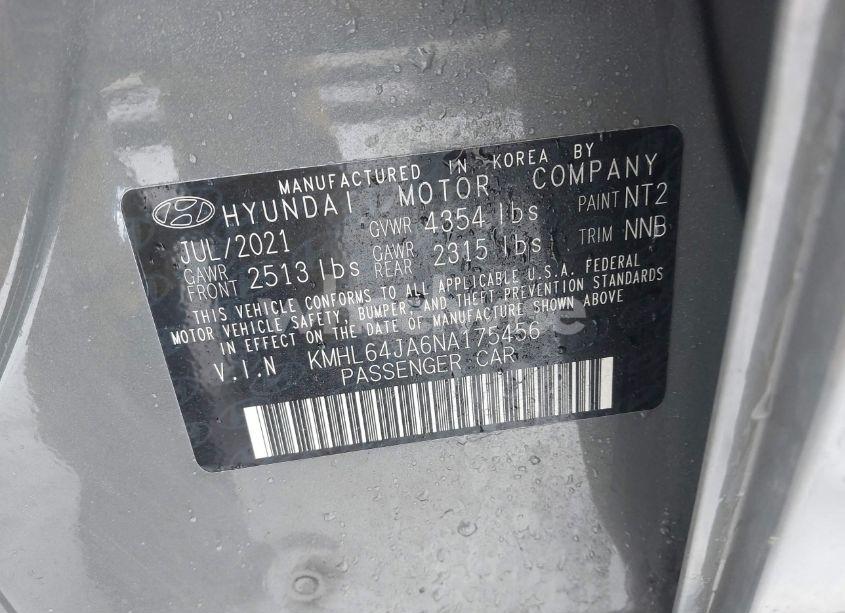 MANUFACTURED IN KOREA BY
HYUNDAI MOTOR COMPANY
JUL/2021 GVWR 4354 lbs PAINT NT2
GAWR FRONT 2513 lbs GAWR REAR 2315 lbs TRIM NNB
THIS VEHICLE CONFORMS TO ALL APPLICABLE U.S.A. FEDERAL
MOTOR VEHICLE SAFETY, BUMPER, AND THEFT PREVENTION STANDARDS
IN EFFECT ON THE DATE OF MANUFACTURE SHOWN ABOVE
V.I.N KMHL64JA6NA175456
PASSENGER CAR